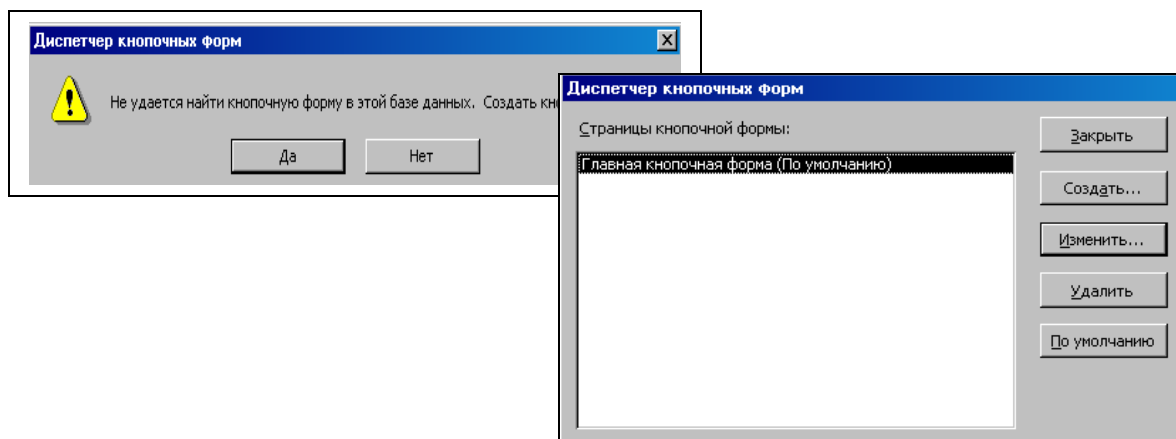 Диспетчер кнопочных форм
Не удается найти кнопочную форму в этой базе данных. Создать
Да
Нет
Диспетчер кнопочных форм
Страницы кнопочной формы:
Главная кнопочная форма (По умолчанию)
Закрыть
Создать...
Изменить...
Удалить
По умолчанию